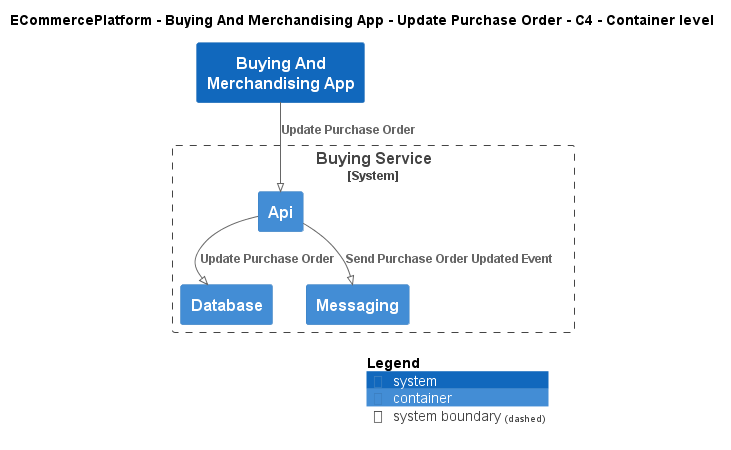 ECommercePlatform - Buying And Merchandising App - Update Purchase Order - C4 - Container level
Buying And
Merchandising App
Update Purchase Order
Buying Service
[System]
Api
Update Purchase Order
Send Purchase Order Updated Event
Database
Messaging
Legend
system
container
system boundary (dashed)